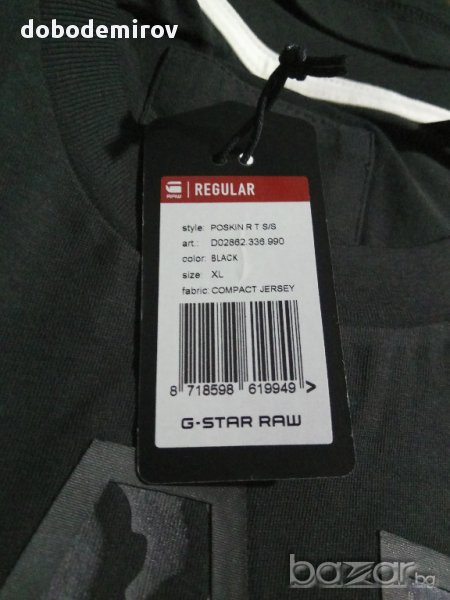 dobodemirov
RAW
REGULAR
style: POSKIN R T S/S
art.: D02862.336.990
color: BLACK
size: XL
fabric: COMPACT JERSEY
8 718598 619949 >
G-STAR RAW
bazar.bg